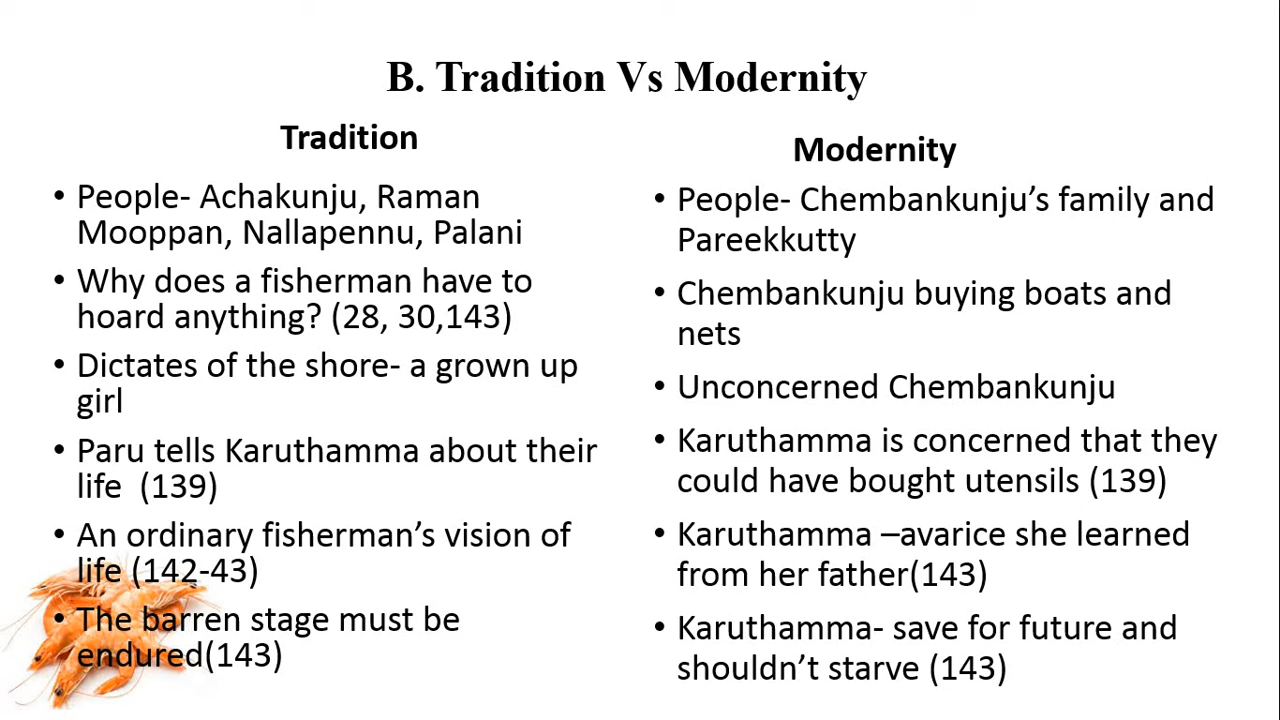 B. Tradition Vs Modernity
Tradition
• People- Achakunju, Raman
Mooppan, Nallapennu, Palani
• Why does a fisherman have to
hoard anything? (28, 30,143)
• Dictates of the shore- a grown up
girl
• Paru tells Karuthamma about their
life (139)
• An ordinary fisherman’s vision of
life (142-43)
• The barren stage must be
endured(143)
Modernity
• People- Chembankunju’s family and
Pareekkutty
• Chembankunju buying boats and
nets
• Unconcerned Chembankunju
• Karuthamma is concerned that they
could have bought utensils (139)
• Karuthamma –avarice she learned
from her father(143)
• Karuthamma- save for future and
shouldn’t starve (143)